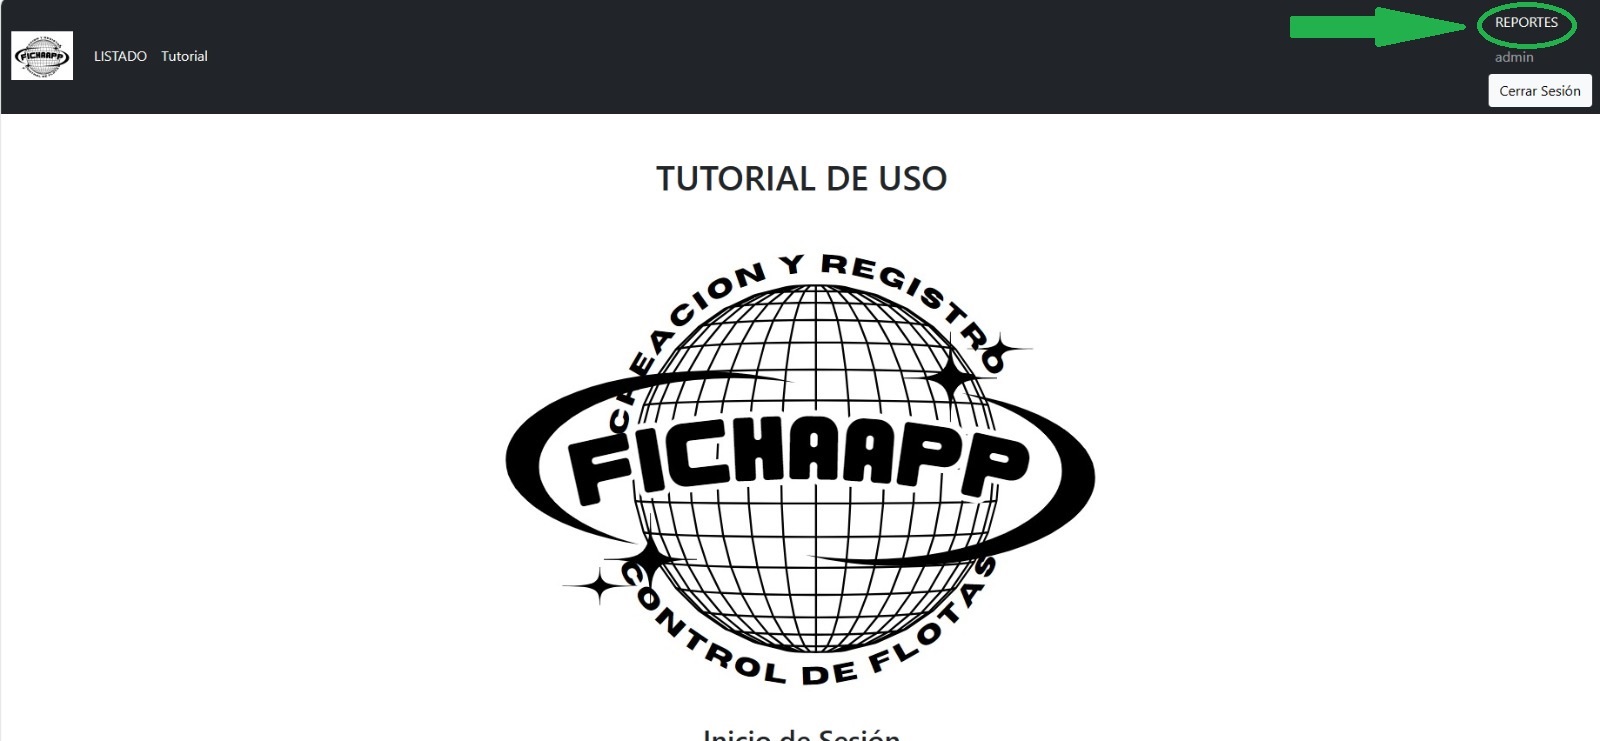 FICHAAPP
LISTADO
Tutorial
REPORTES
admin
Cerrar Sesión
TUTORIAL DE USO
CREACION Y REGISTRO
FICHAAPP
CONTROL DE FLOTAS
Inicio de Sesión